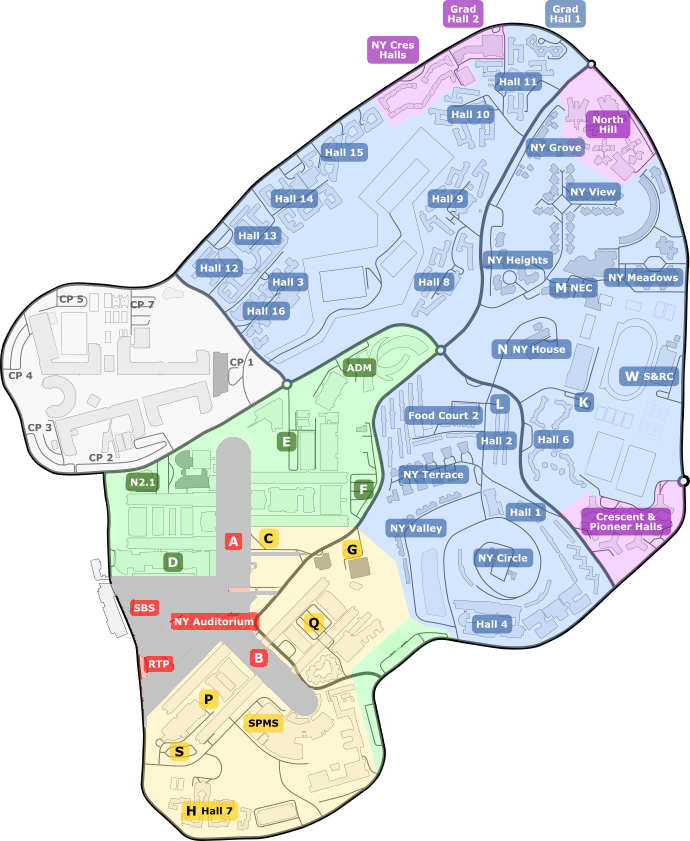 Grad
Hall 2
Grad
Hall 1
NY Cres
Halls
Hall 11
Hall 10
North
Hill
NY Grove
Hall 15
NY View
Hall 14
Hall 9
Hall 13
NY Heights
Hall 12
Hall 3
Hall 8
M NEC
NY Meadows
CP 5
CP 7
Hall 16
N NY House
CP 1
ADM
CP 4
W S&RC
L
K
Food Court 2
CP 3
E
Hall 2
Hall 6
CP 2
NY Terrace
N2.1
F
Hall 1
Crescent &
Pioneer Halls
NY Valley
A
C
G
D
NY Circle
SBS
NY Auditorium
Q
Hall 4
RTP
B
P
SPMS
S
H Hall 7